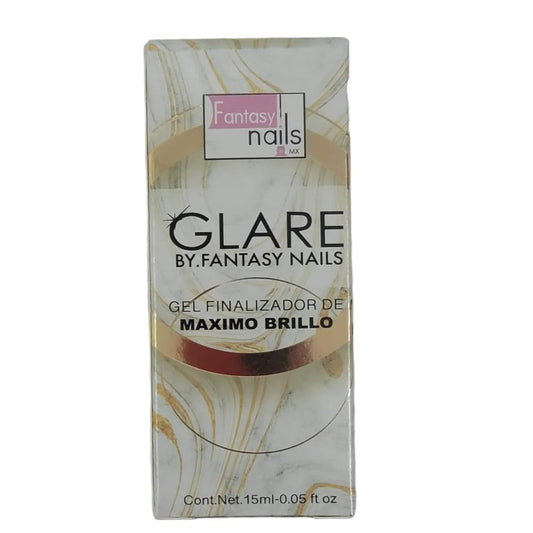 Fantasy
nails
MX
GLARE
BY.FANTASY NAILS
GEL FINALIZADOR DE
MAXIMO BRILLO
Cont.Net.15ml-0.05 ft oz